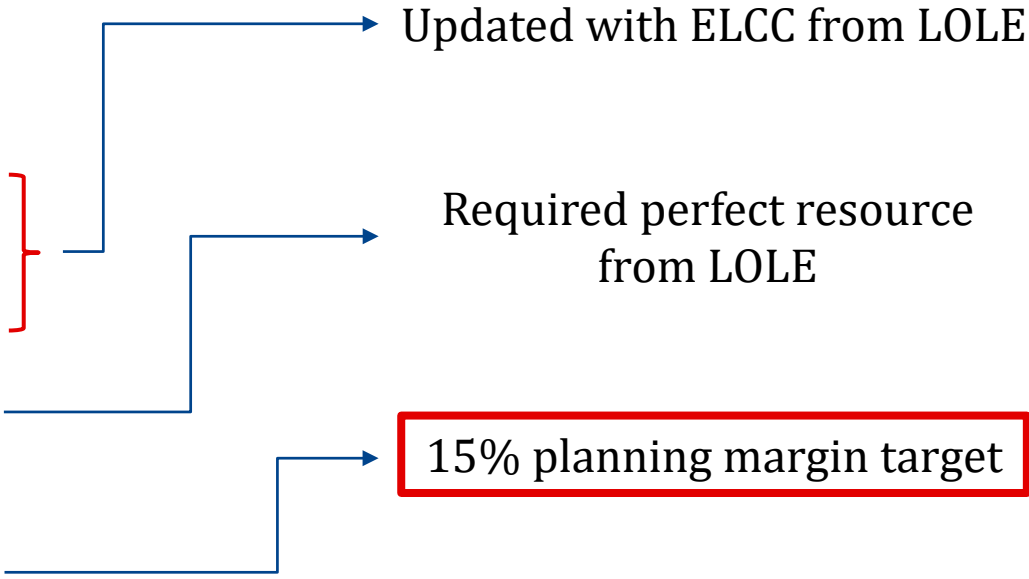 Updated with ELCC from LOLE
Required perfect resource
from LOLE
15% planning margin target